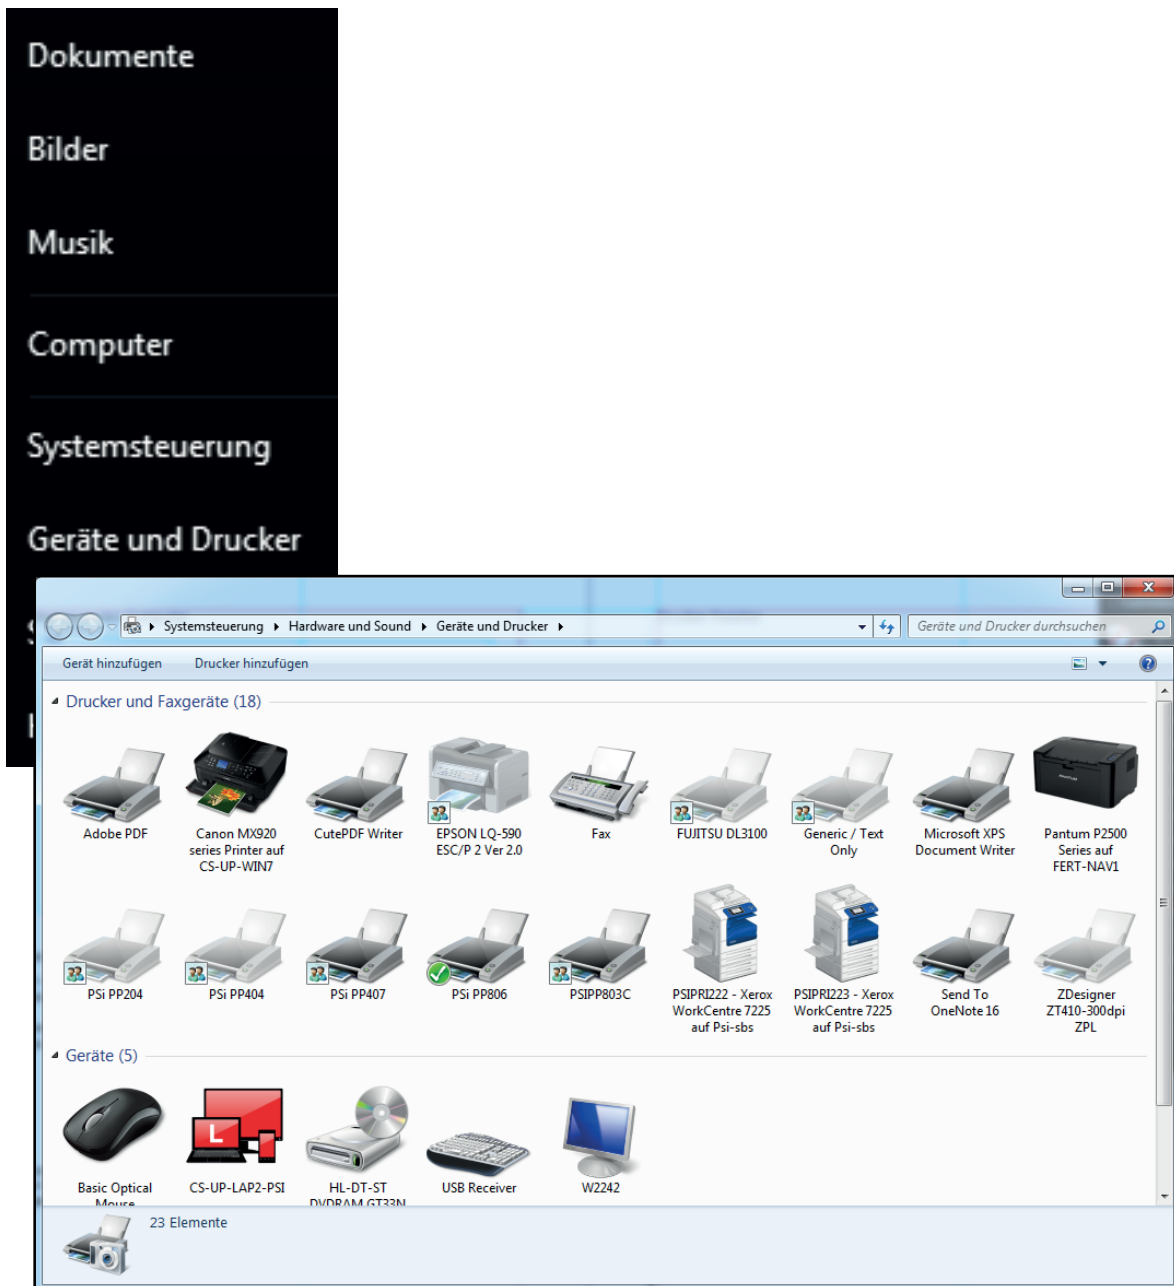 Dokumente
Bilder
Musik
Computer
Systemsteuerung
Geräte und Drucker
Systemsteuerung Hardware und Sound Geräte und Drucker
Geräte und Drucker durchsuchen
Gerät hinzufügen Drucker hinzufügen
Drucker und Faxgeräte (18)
Adobe PDF
Canon MX920
series Printer auf
CS-UP-WIN7
CutePDF Writer
EPSON LQ-590
ESC/P 2 Ver 2.0
Fax
FUJITSU DL3100
Generic / Text
Only
Microsoft XPS
Document Writer
Pantum P2500
Series auf
FERT-NAV1
PSi PP204
PSi PP404
PSi PP407
PSi PP806
PSIPP803C
PSIPRI222 - Xerox
WorkCentre 7225
auf Psi-sbs
PSIPRI223 - Xerox
WorkCentre 7225
auf Psi-sbs
Send To
OneNote 16
ZDesigner
ZT410-300dpi
ZPL
Geräte (5)
L
Basic Optical
Mouse
CS-UP-LAP2-PSI
HL-DT-ST
DVDRAM GT33N
USB Receiver
W2242
23 Elemente